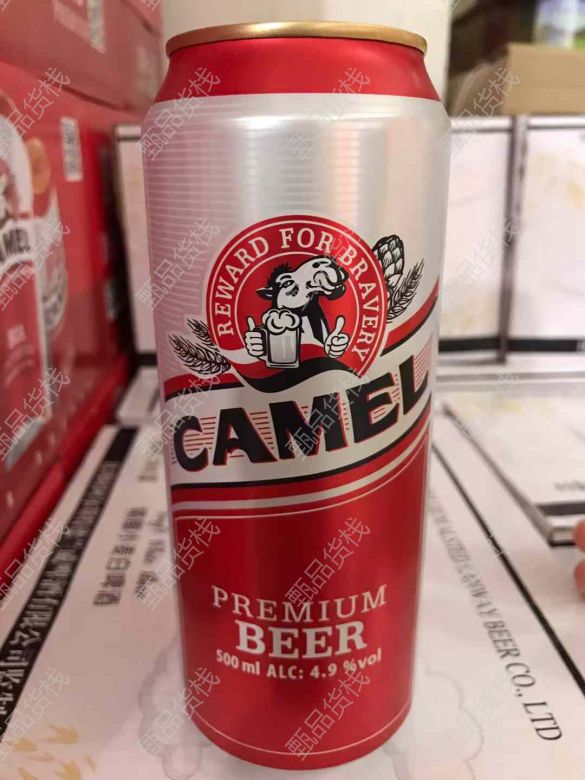 REWARD FOR BRAVERY
CAMEL
PREMIUM
BEER
500 ml ALC: 4.9 %vol
CAMEL
BEER CO., LTD
甄品货栈